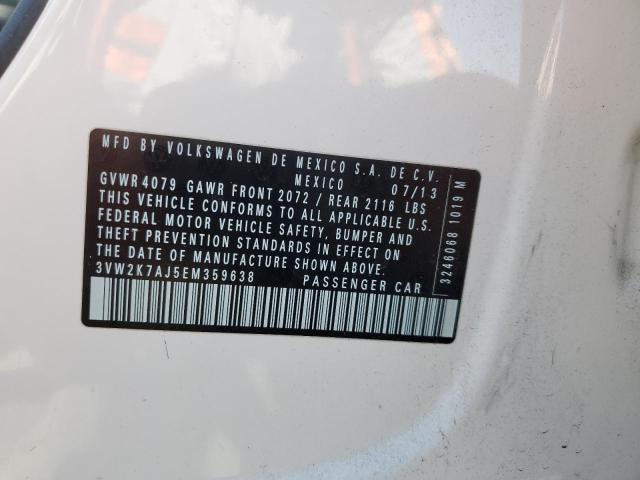 MFD BY VOLKSWAGEN DE MEXICO S.A. DE C.V.
MEXICO 07/13
GVWR 4079 GAWR FRONT 2072 / REAR 2116 LBS
THIS VEHICLE CONFORMS TO ALL APPLICABLE U.S.
FEDERAL MOTOR VEHICLE SAFETY, BUMPER AND
THEFT PREVENTION STANDARDS IN EFFECT ON
THE DATE OF MANUFACTURE SHOWN ABOVE.
3VW2K7AJ5EM359638 PASSENGER CAR
3246068 1019 M